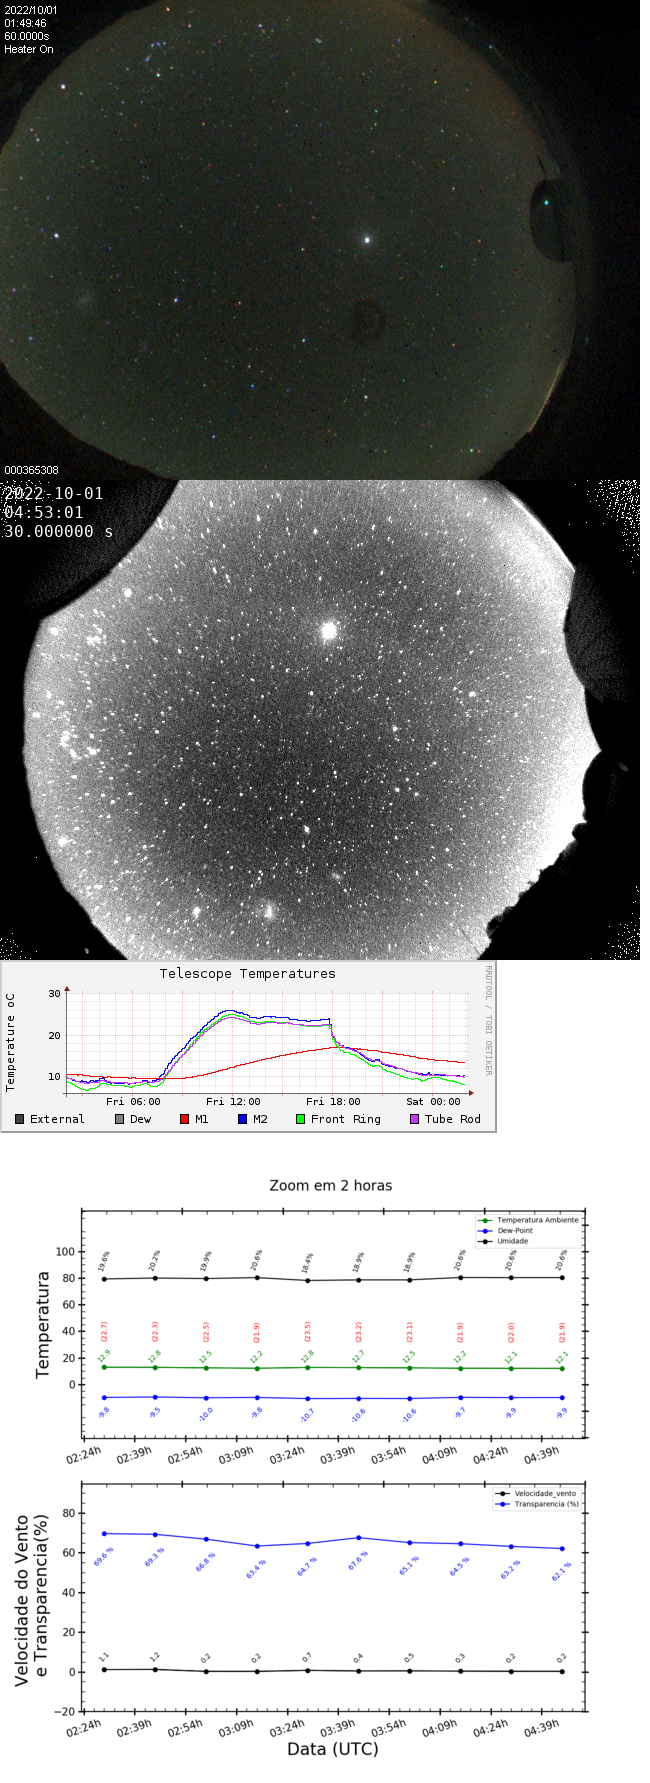 2022/10/01
01:49:46
60.0000s
Heater On
000365308
2022-10-01
04:53:01
30.000000 s
Telescope Temperatures
RRDTOOL / TOBI OETIKER
Temperature oC
30
20
10
Fri 06:00 Fri 12:00 Fri 18:00 Sat 00:00
External Dew M1 M2 Front Ring Tube Rod
Zoom em 2 horas
Temperatura Ambiente
Dew-Point
Umidade
Temperatura
100
80
60
40
20
0
19.6% 20.2% 19.9% 20.6% 18.4% 18.9% 18.9% 20.6% 20.6% 20.6%
(22.7) (22.3) (22.5) (21.9) (23.5) (23.2) (23.1) (21.9) (22.0) (21.9)
12.9 12.8 12.5 12.2 12.8 12.7 12.5 12.2 12.1 12.1
-9.8 -9.5 -10.0 -9.8 -10.7 -10.6 -10.6 -9.7 -9.9 -9.9
02:24h 02:39h 02:54h 03:09h 03:24h 03:39h 03:54h 04:09h 04:24h 04:39h
Velocidade_vento
Transparencia (%)
Velocidade do Vento
e Transparencia(%)
80
60
40
20
0
−20
69.6 % 69.3 % 66.8 % 63.4 % 64.7 % 67.6 % 65.1 % 64.5 % 63.2 % 62.1 %
1.1 1.2 0.2 0.2 0.7 0.4 0.5 0.3 0.2 0.2
02:24h 02:39h 02:54h 03:09h 03:24h 03:39h 03:54h 04:09h 04:24h 04:39h
Data (UTC)